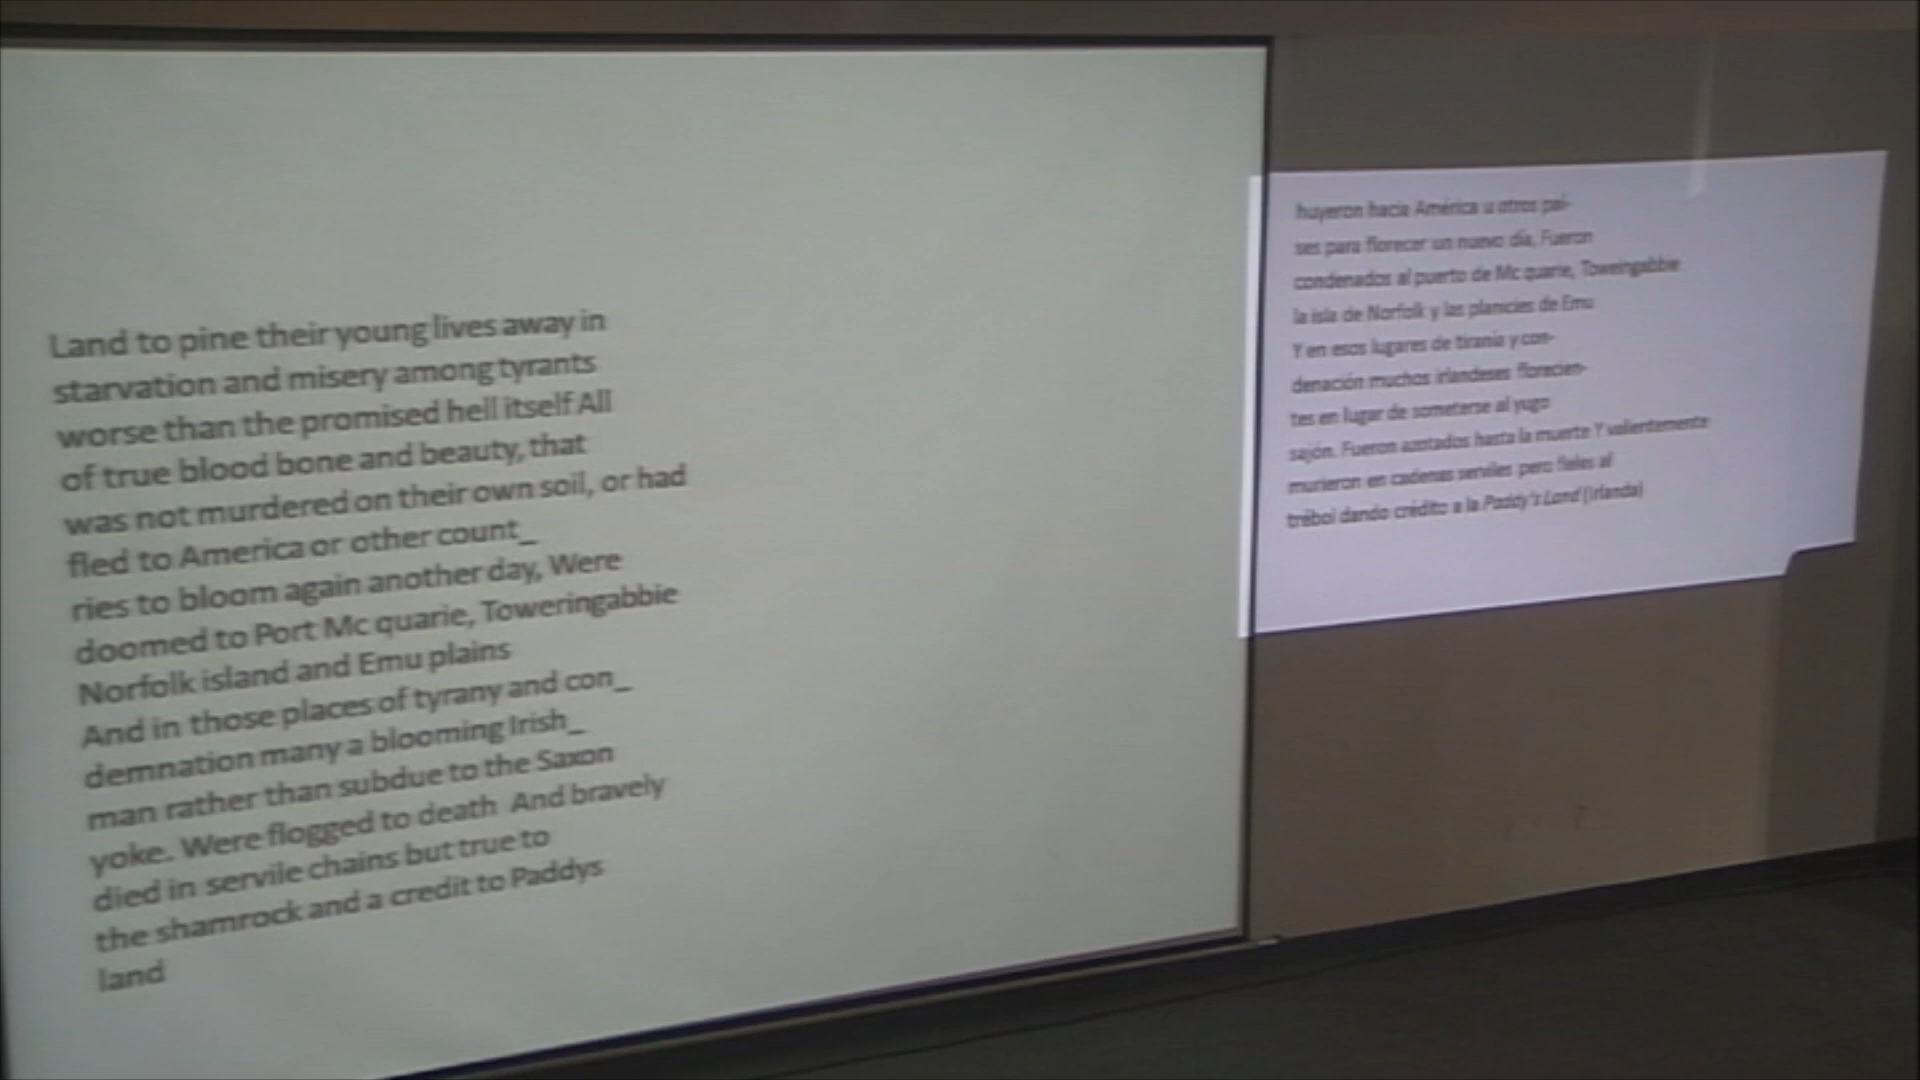 Land to pine their young lives away in
starvation and misery among tyrants
worse than the promised hell itself All
of true blood bone and beauty, that
was not murdered on their own soil, or had
fled to America or other count_
ries to bloom again another day, Were
doomed to Port Mc quarie, Toweringabbie
Norfolk island and Emu plains
And in those places of tyrany and con_
demnation many a blooming Irish_
man rather than subdue to the Saxon
yoke. Were flogged to death And bravely
died in servile chains but true to
the shamrock and a credit to Paddys
land
huyeron hacia América u otros paí-
ses para florecer un nuevo día, Fueron
condenados al puerto de Mc quarie, Toweingabbie
la isla de Norfolk y las planicies de Emu
Y en esos lugares de tiranía y con-
denación muchos irlandeses florecien-
tes en lugar de someterse al yugo
sajón. Fueron azotados hasta la muerte Y valientemente
murieron en cadenas serviles pero fieles al
trébol dando crédito a la Paddy's Land (Irlanda)